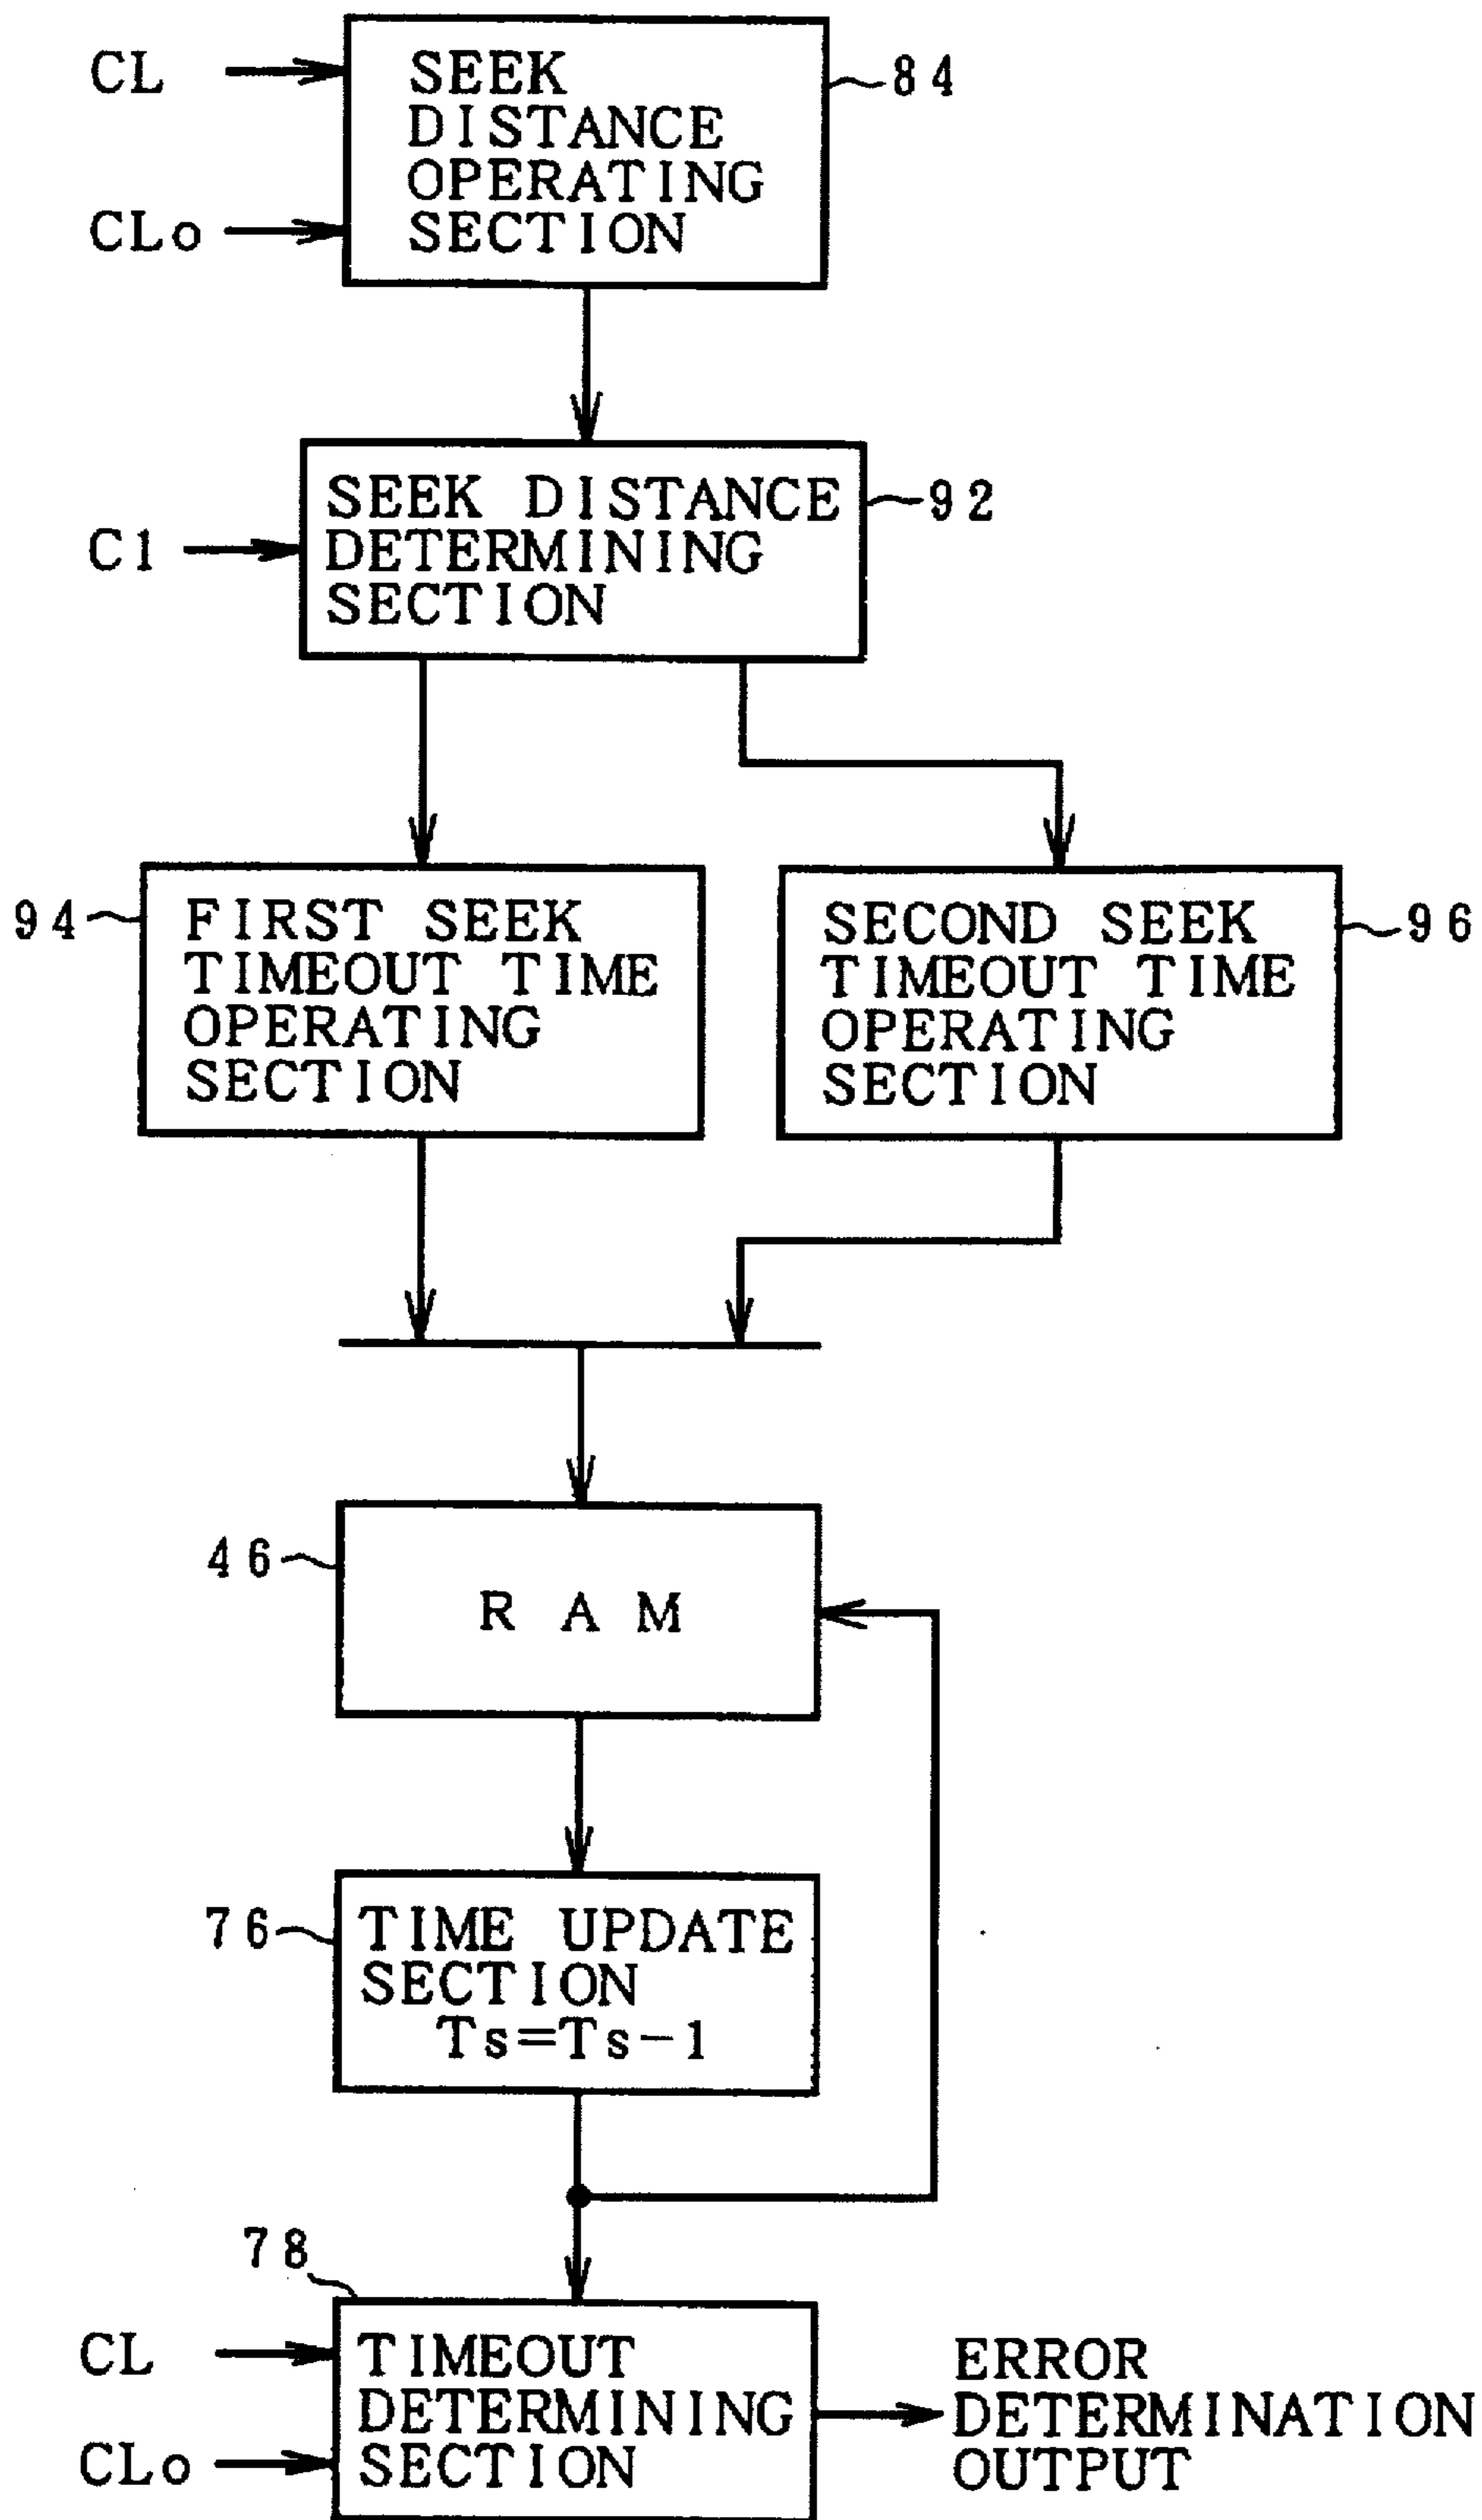 CL
SEEK
DISTANCE
OPERATING
SECTION
84
CLo
SEEK DISTANCE
DETERMINING
SECTION
92
C1
94
FIRST SEEK
TIMEOUT TIME
OPERATING
SECTION
SECOND SEEK
TIMEOUT TIME
OPERATING
SECTION
96
46
RAM
76
TIME UPDATE
SECTION
Ts=Ts-1
78
CL
CLo
TIMEOUT
DETERMINING
SECTION
ERROR
DETERMINATION
OUTPUT